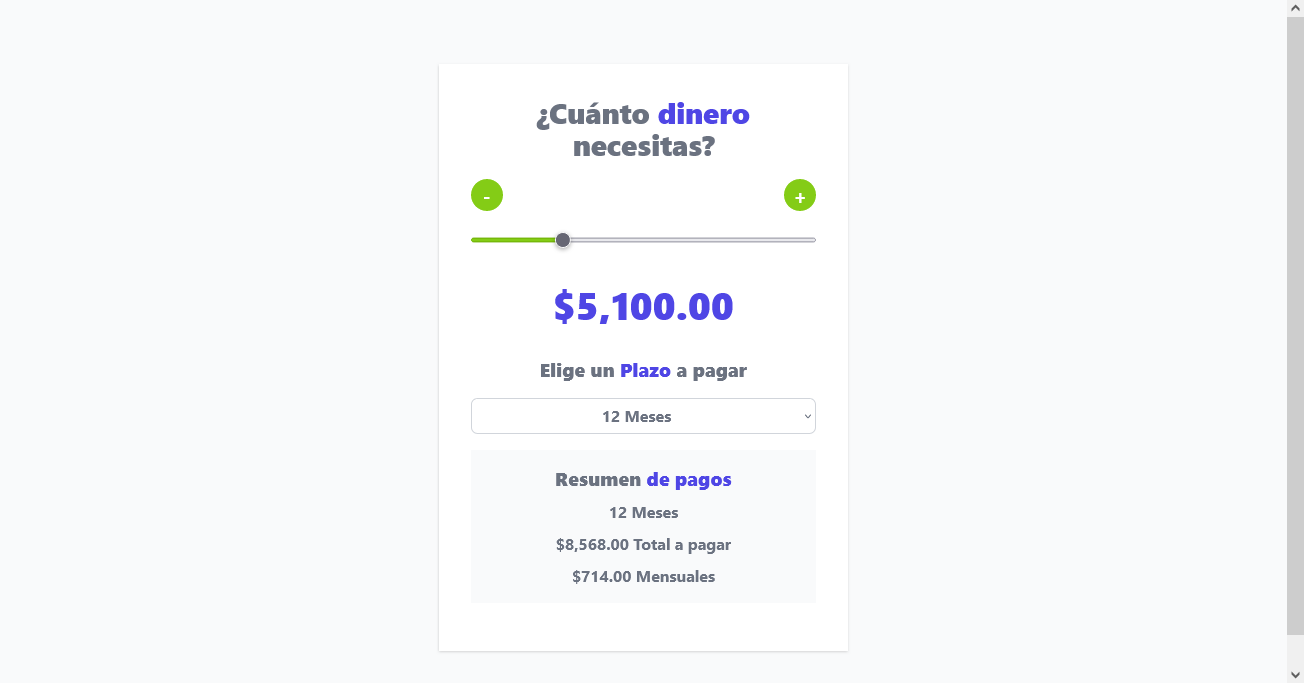 ¿Cuánto dinero
necesitas?
- +
$5,100.00
Elige un Plazo a pagar
12 Meses
Resumen de pagos
12 Meses
$8,568.00 Total a pagar
$714.00 Mensuales